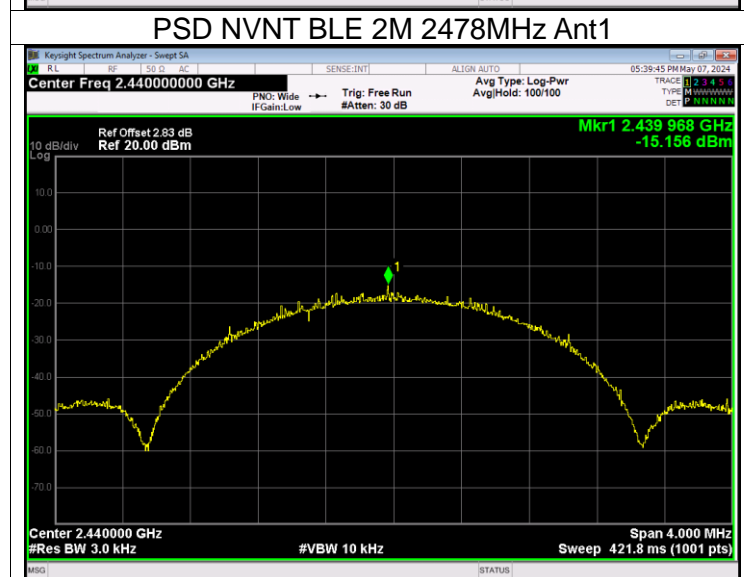 PSD NVNT BLE 2M 2478MHz Ant1
Keysight Spectrum Analyzer - Swept SA
RL RF 50 Ω AC SENSE:INT ALIGN AUTO 05:39:45 PM May 07, 2024
Center Freq 2.440000000 GHz
PNO: Wide
IFGain:Low
Trig: Free Run
#Atten: 30 dB
Avg Type: Log-Pwr
Avg|Hold: 100/100
TRACE 1 2 3 4 5 6
TYPE M W W W W W
DET P N N N N N
Mkr1 2.439 968 GHz
-15.156 dBm
Ref Offset 2.83 dB
10 dB/div Ref 20.00 dBm
Log
10.0
0.00
-10.0
1
-20.0
-30.0
-40.0
-50.0
-60.0
-70.0
Center 2.440000 GHz Span 4.000 MHz
#Res BW 3.0 kHz #VBW 10 kHz Sweep 421.8 ms (1001 pts)
MSG STATUS